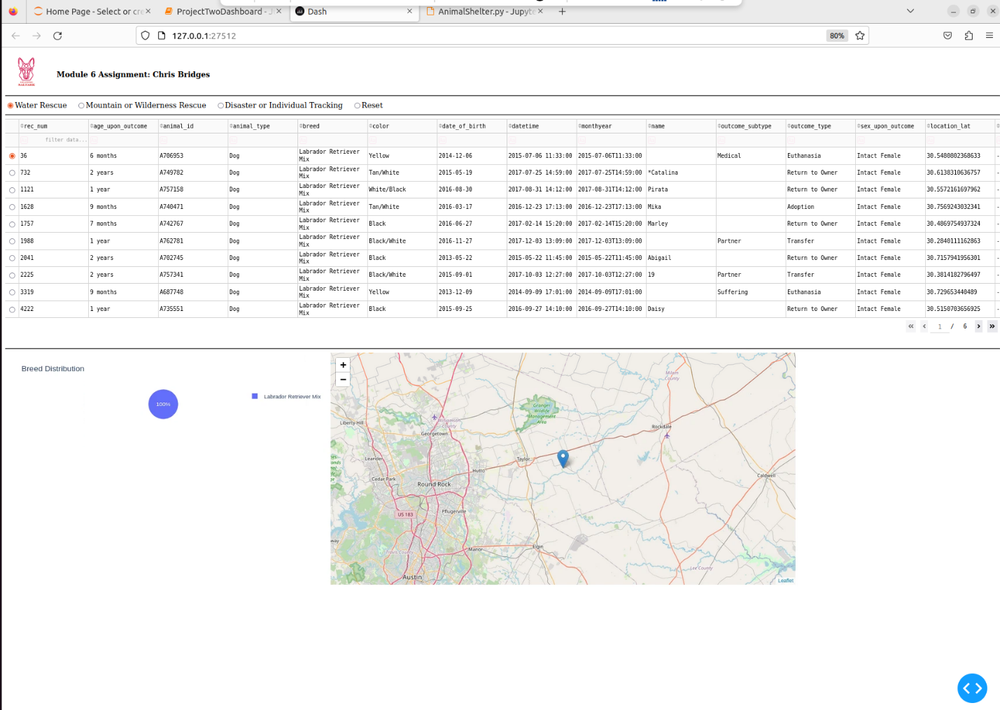 Home Page - Select or cre
ProjectTwoDashboard - J
Dash
AnimalShelter.py - Jupyte
127.0.0.1:27512
80%
Module 6 Assignment: Chris Bridges
Water Rescue Mountain or Wilderness Rescue Disaster or Individual Tracking Reset
rec_num age_upon_outcome animal_id animal_type breed color date_of_birth datetime monthyear name outcome_subtype outcome_type sex_upon_outcome location_lat
filter data...
36 6 months A706953 Dog Labrador Retriever Mix Yellow 2014-12-06 2015-07-06 11:33:00 2015-07-06T11:33:00 Medical Euthanasia Intact Female 30.5480802368633 -
732 2 years A749782 Dog Labrador Retriever Mix Tan/White 2015-05-19 2017-07-25 14:59:00 2017-07-25T14:59:00 *Catalina Return to Owner Intact Female 30.6138310636757 -
1121 1 year A757158 Dog Labrador Retriever Mix White/Black 2016-08-30 2017-08-31 14:12:00 2017-08-31T14:12:00 Pirata Return to Owner Intact Female 30.5572161697962 -
1628 9 months A740471 Dog Labrador Retriever Mix Tan/White 2016-03-17 2016-12-23 17:13:00 2016-12-23T17:13:00 Mika Adoption Intact Female 30.7569243032341 -
1757 7 months A742767 Dog Labrador Retriever Mix Black 2016-06-27 2017-02-14 15:20:00 2017-02-14T15:20:00 Marley Return to Owner Intact Female 30.4869754937324 -
1988 1 year A762781 Dog Labrador Retriever Mix Black/White 2016-11-27 2017-12-03 13:09:00 2017-12-03T13:09:00 Partner Transfer Intact Female 30.2840111162863 -
2041 2 years A702745 Dog Labrador Retriever Mix Black 2013-05-22 2015-05-22 11:45:00 2015-05-22T11:45:00 Abigail Return to Owner Intact Female 30.7157941956301 -
2225 2 years A757341 Dog Labrador Retriever Mix Black/White 2015-09-01 2017-10-03 12:27:00 2017-10-03T12:27:00 19 Partner Transfer Intact Female 30.3814182796497 -
3319 9 months A687748 Dog Labrador Retriever Mix Yellow 2013-12-09 2014-09-09 17:01:00 2014-09-09T17:01:00 Suffering Euthanasia Intact Female 30.729653440489 -
4222 1 year A735551 Dog Labrador Retriever Mix Black 2015-09-25 2016-09-27 14:10:00 2016-09-27T14:10:00 Daisy Return to Owner Intact Female 30.5150703656925 -
« ‹ 1 / 6 › »
Breed Distribution
100%
Labrador Retriever Mix
+
−
Milam County
Granger Wildlife Management Area
Liberty Hill
Williamson County
Georgetown
Rockdale
Leander
Taylor
Hutto
Cedar Park
Round Rock
Caldwell
US 183
Pflugerville
way
Elgin
Manor
Travis County
Lee County
Austin
Leaflet